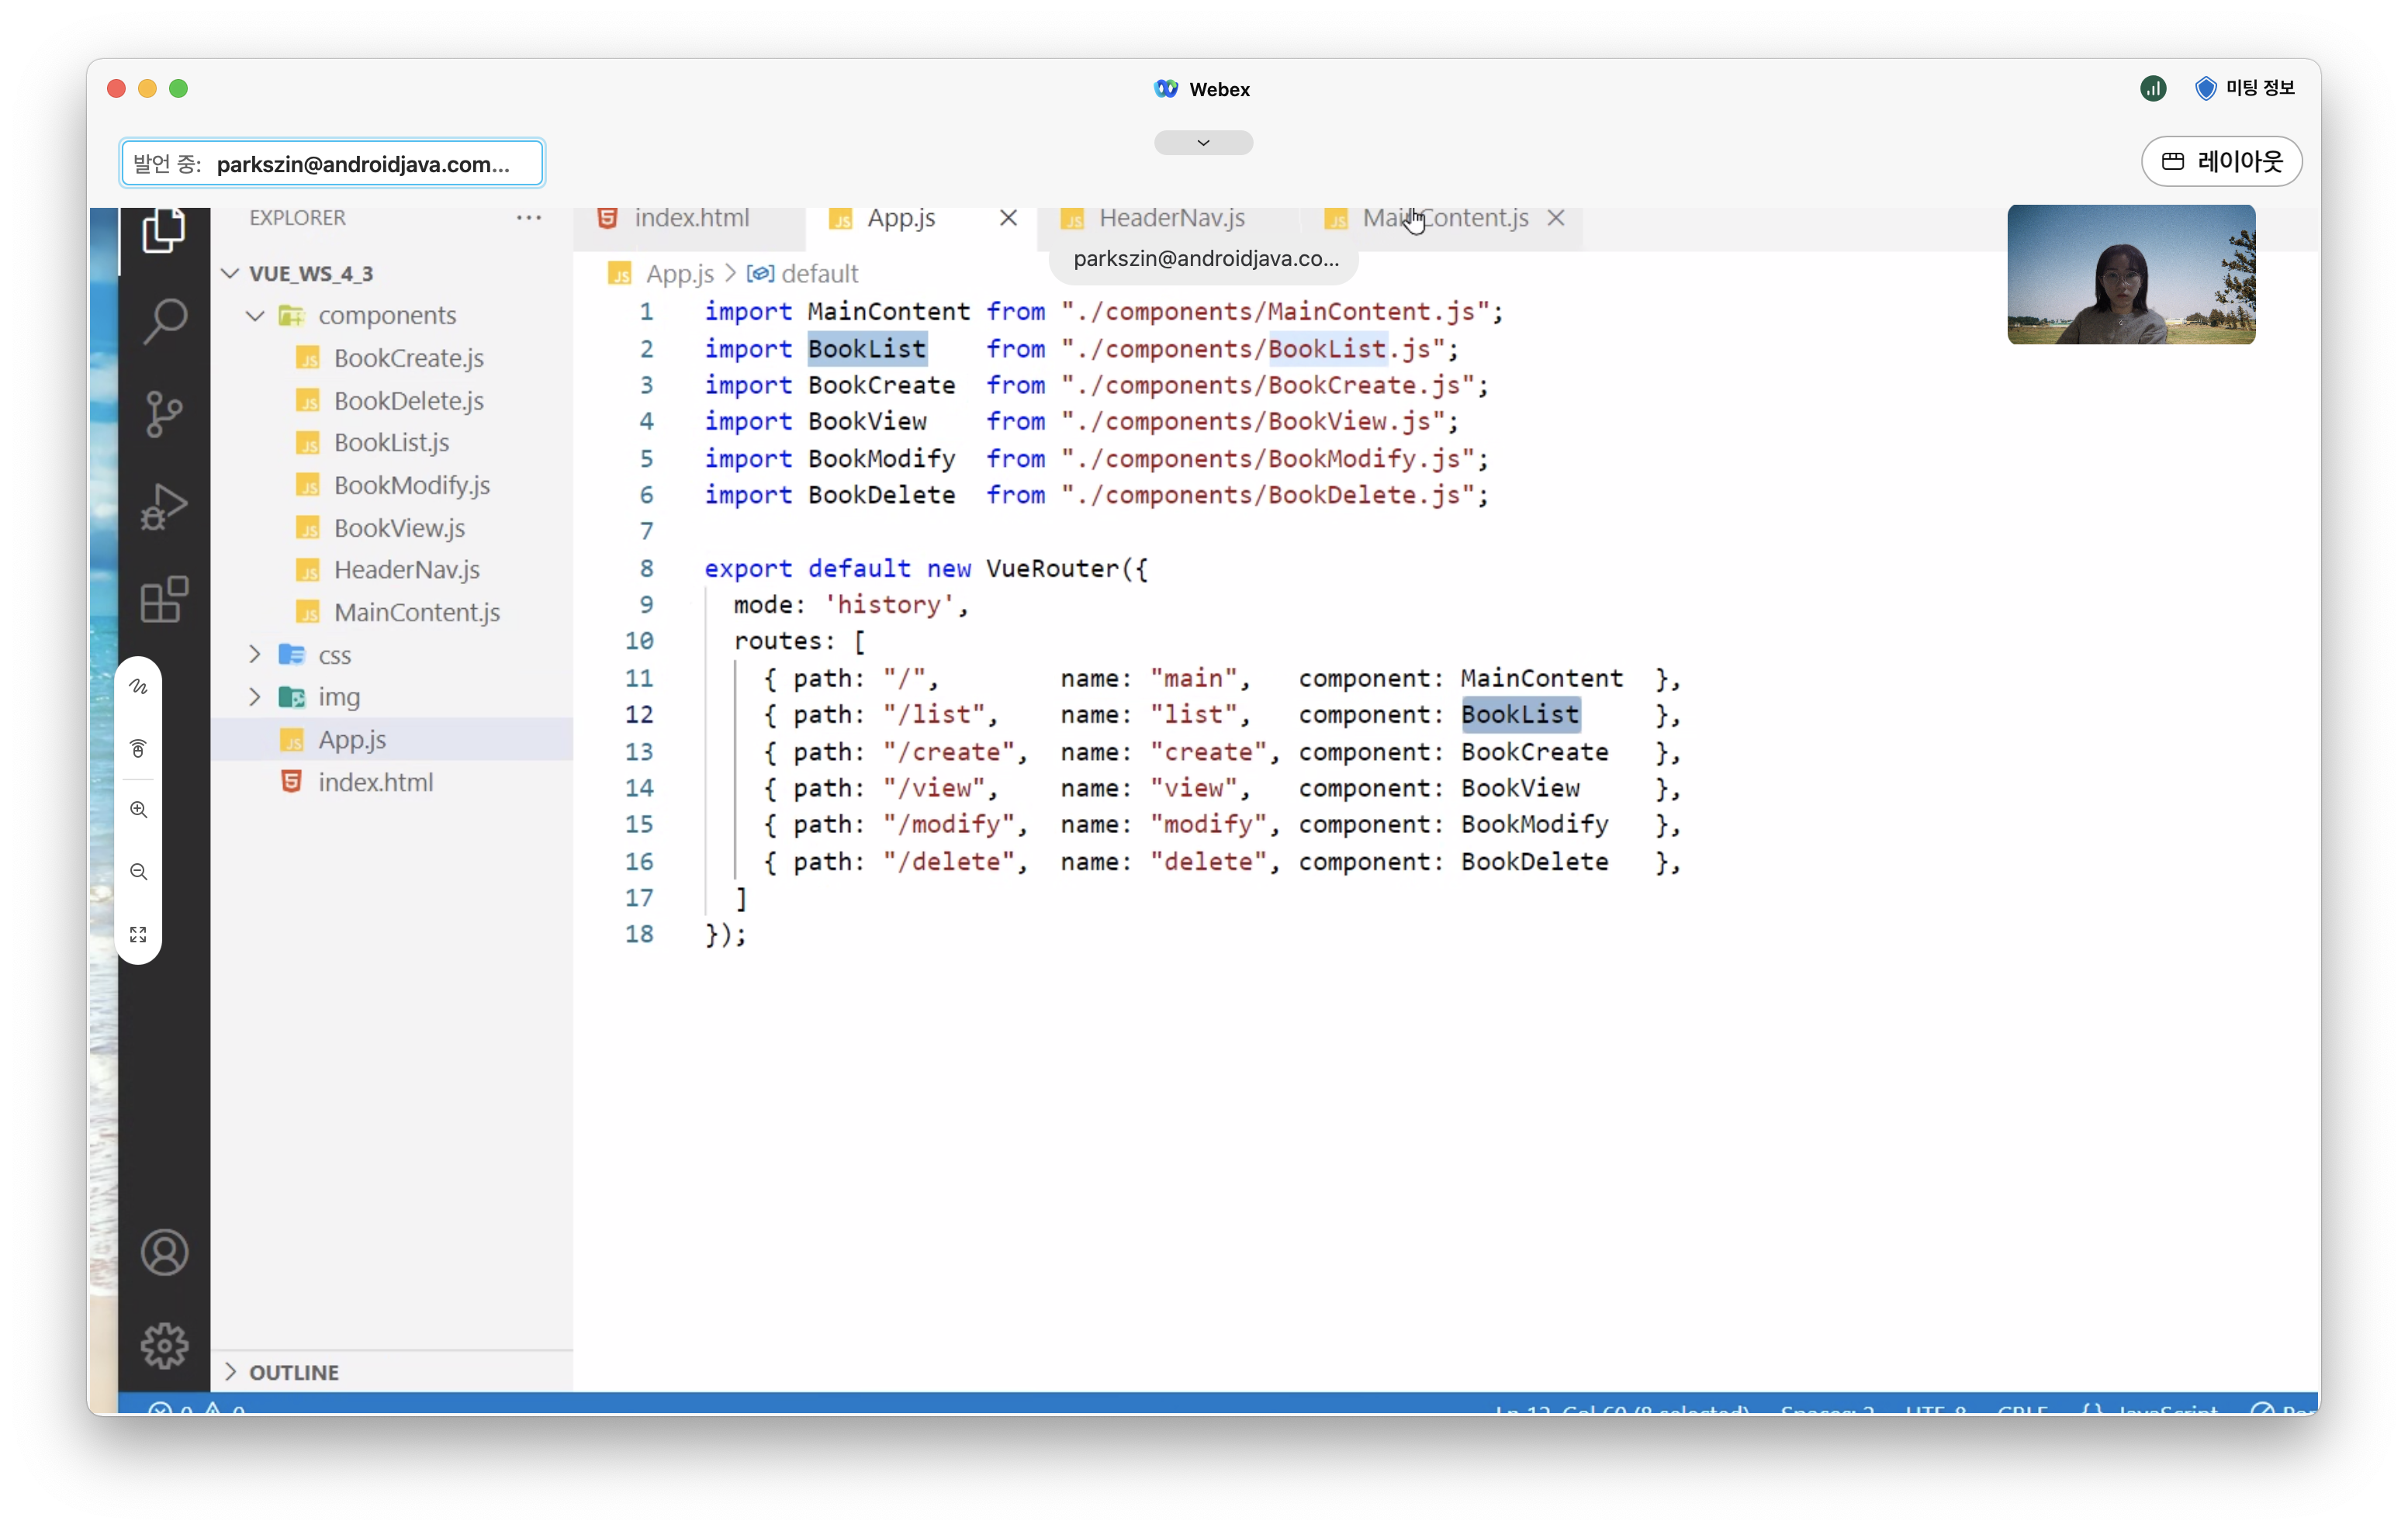 Webex
미팅 정보
발언 중: parkszin@androidjava.com...
레이아웃
EXPLORER
index.html
App.js
HeaderNav.js
MainContent.js
parkszin@androidjava.co...
App.js > default
VUE_WS_4_3
components
BookCreate.js
BookDelete.js
BookList.js
BookModify.js
BookView.js
HeaderNav.js
MainContent.js
css
img
App.js
index.html
OUTLINE
1 import MainContent from "./components/MainContent.js";
2 import BookList from "./components/BookList.js";
3 import BookCreate from "./components/BookCreate.js";
4 import BookView from "./components/BookView.js";
5 import BookModify from "./components/BookModify.js";
6 import BookDelete from "./components/BookDelete.js";
7
8 export default new VueRouter({
9 mode: 'history',
10 routes: [
11 { path: "/", name: "main", component: MainContent },
12 { path: "/list", name: "list", component: BookList },
13 { path: "/create", name: "create", component: BookCreate },
14 { path: "/view", name: "view", component: BookView },
15 { path: "/modify", name: "modify", component: BookModify },
16 { path: "/delete", name: "delete", component: BookDelete },
17 ]
18 });